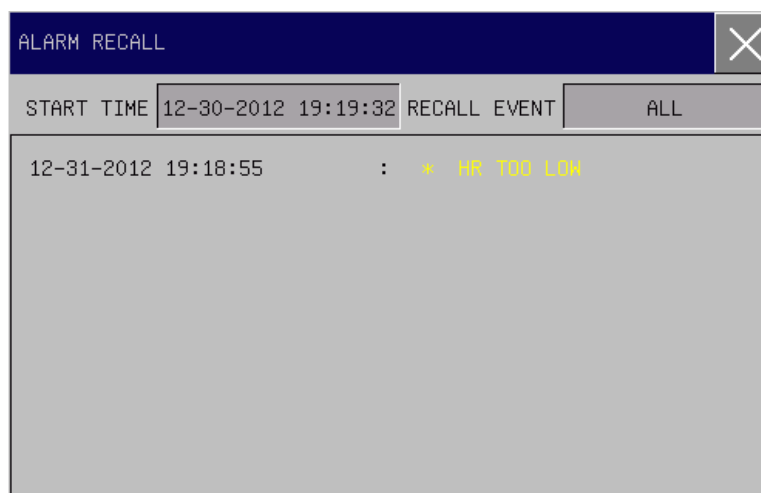 ALARM RECALL
START TIME 12-30-2012 19:19:32 RECALL EVENT ALL
12-31-2012 19:18:55 : * HR TOO LOW